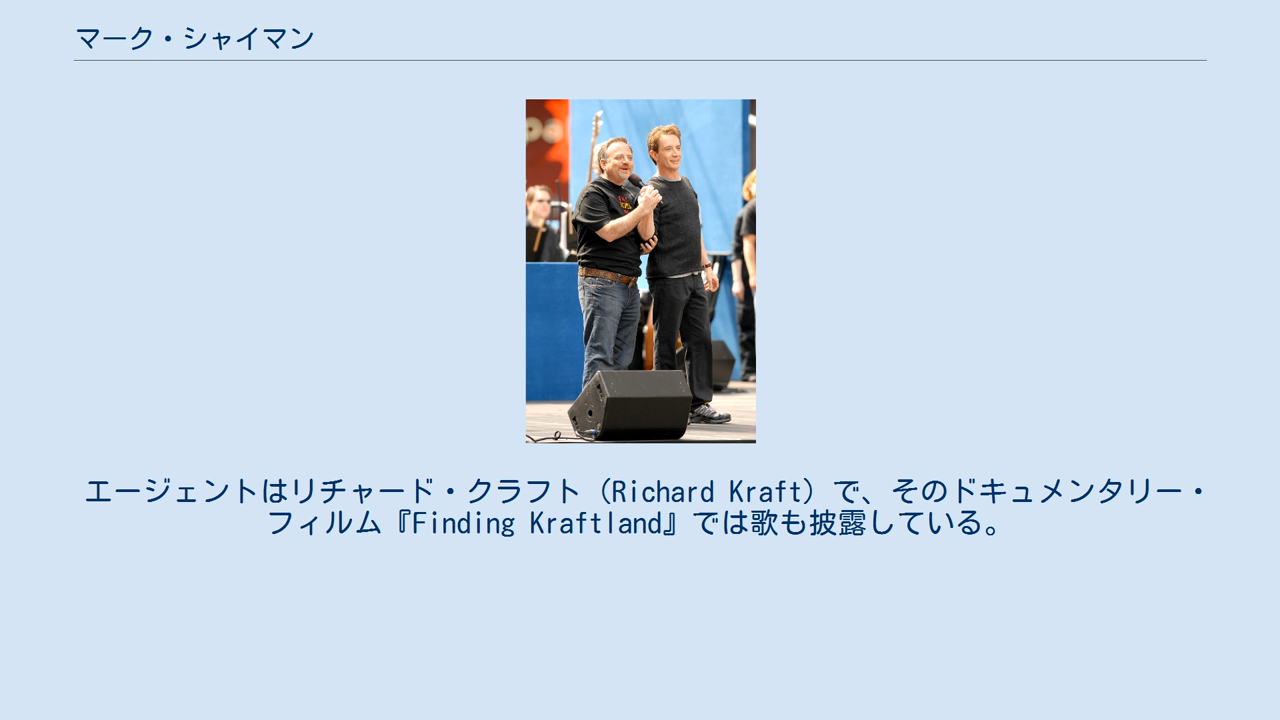 マーク・シャイマン
エージェントはリチャード・クラフト（Richard Kraft）で、そのドキュメンタリー・
フィルム『Finding Kraftland』では歌も披露している。